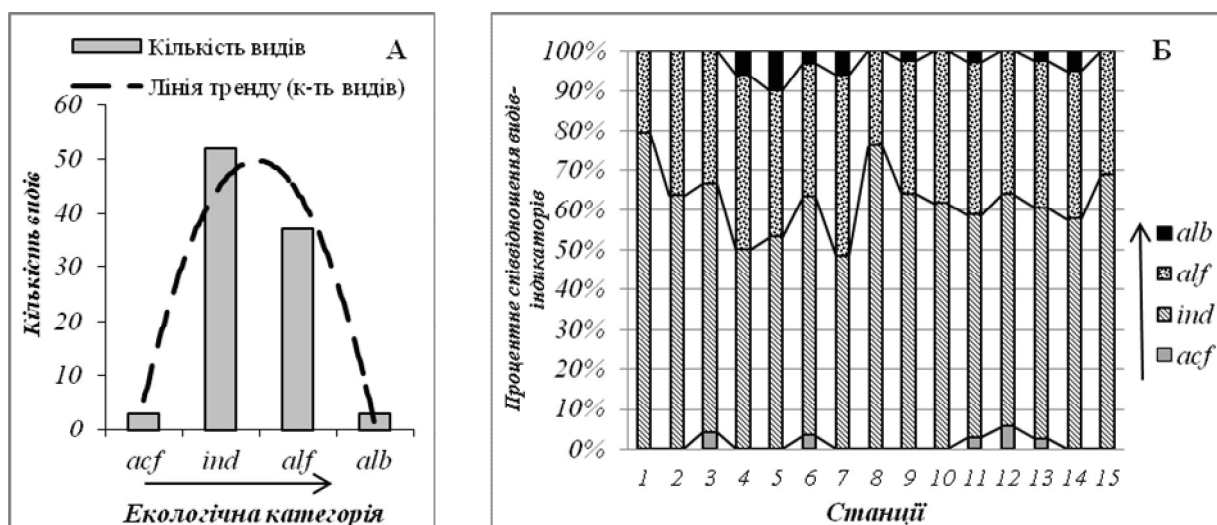 Кількість видів
А
Лінія тренду (к-ть видів)
60
50
40
30
20
10
0
Кількість видів
acf ind alf alb
Екологічна категорія
Б
100%
90%
80%
70%
60%
50%
40%
30%
20%
10%
0%
Процентне співвідношення видів-
індикаторів
1 2 3 4 5 6 7 8 9 10 11 12 13 14 15
Станції
alb
alf
ind
acf